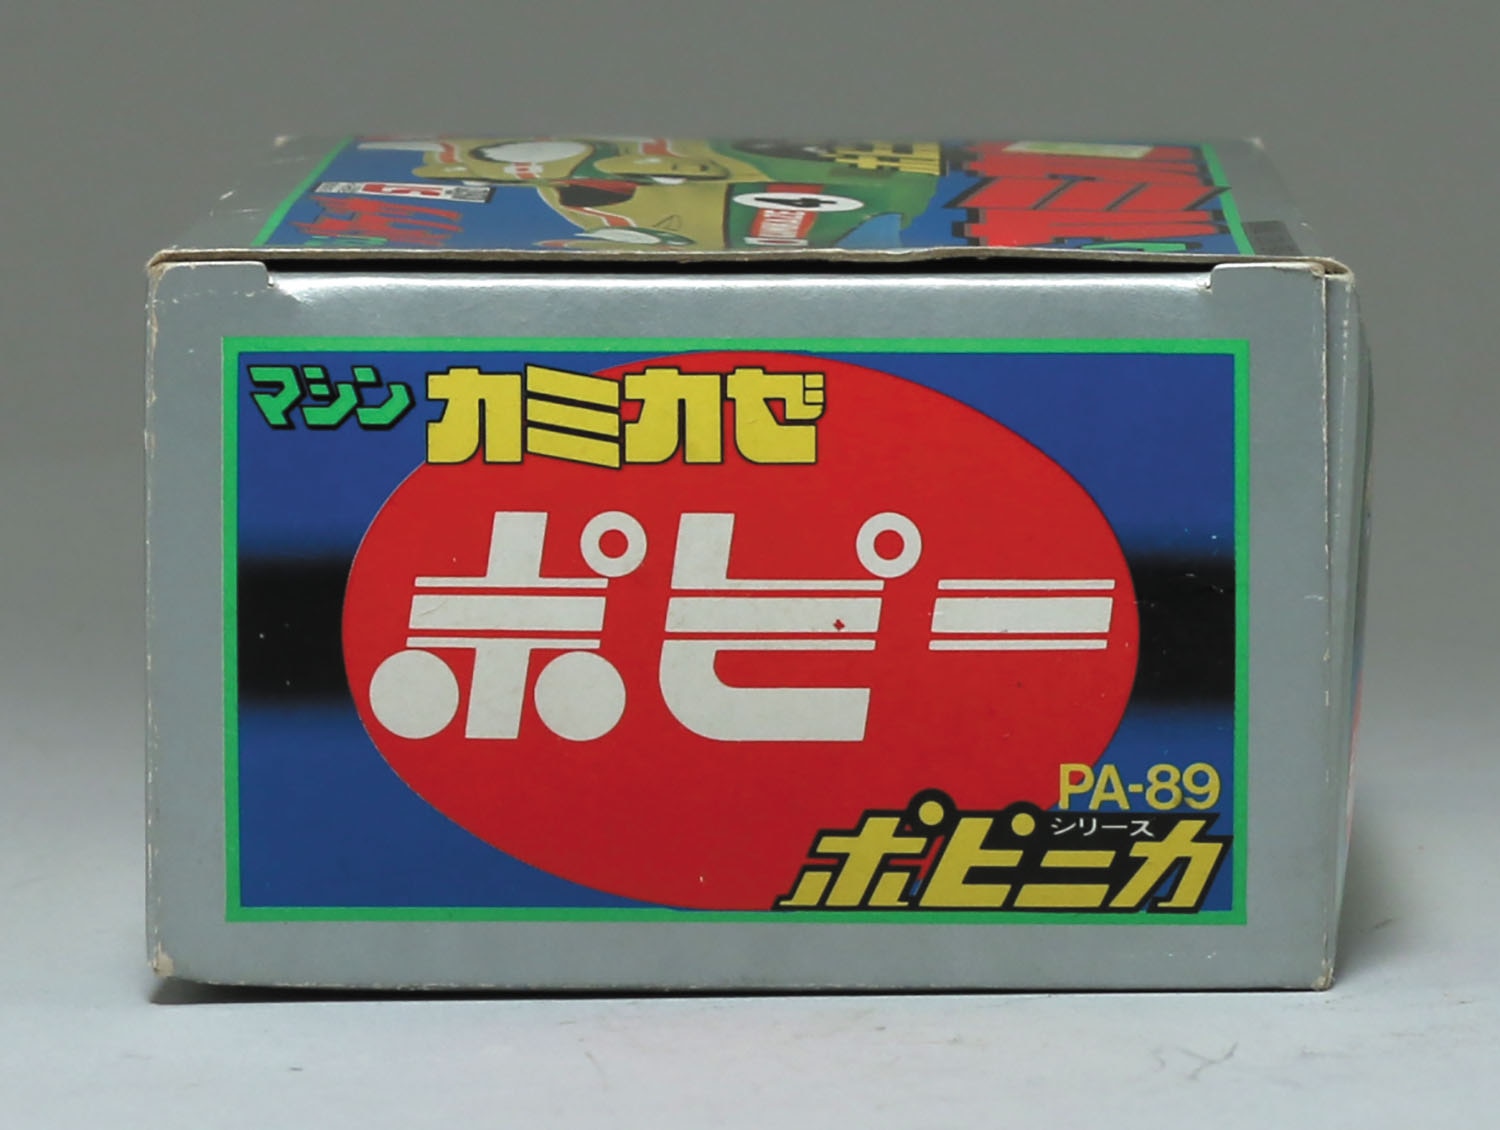 マシン カミカゼ
ポピー
PA-89
シリーズ
ポピニカ